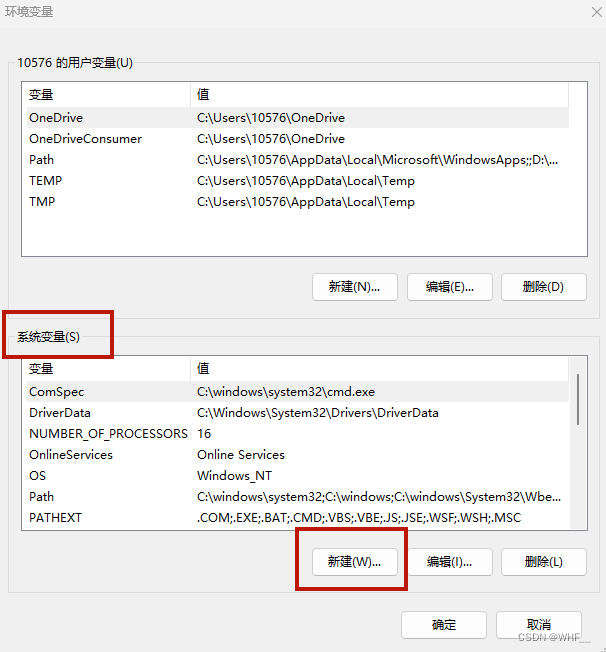 环境变量
10576 的用户变量(U)
变量 值
OneDrive C:\Users\10576\OneDrive
OneDriveConsumer C:\Users\10576\OneDrive
Path C:\Users\10576\AppData\Local\Microsoft\WindowsApps;;D:\...
TEMP C:\Users\10576\AppData\Local\Temp
TMP C:\Users\10576\AppData\Local\Temp
新建(N)... 编辑(E)... 删除(D)
系统变量(S)
变量 值
ComSpec C:\windows\system32\cmd.exe
DriverData C:\Windows\System32\Drivers\DriverData
NUMBER_OF_PROCESSORS 16
OnlineServices Online Services
OS Windows_NT
Path C:\windows\system32;C:\windows;C:\windows\System32\Wbe...
PATHEXT .COM;.EXE;.BAT;.CMD;.VBS;.VBE;.JS;.JSE;.WSF;.WSH;.MSC
新建(W)... 编辑(I)... 删除(L)
确定 取消
CSDN @WHF__